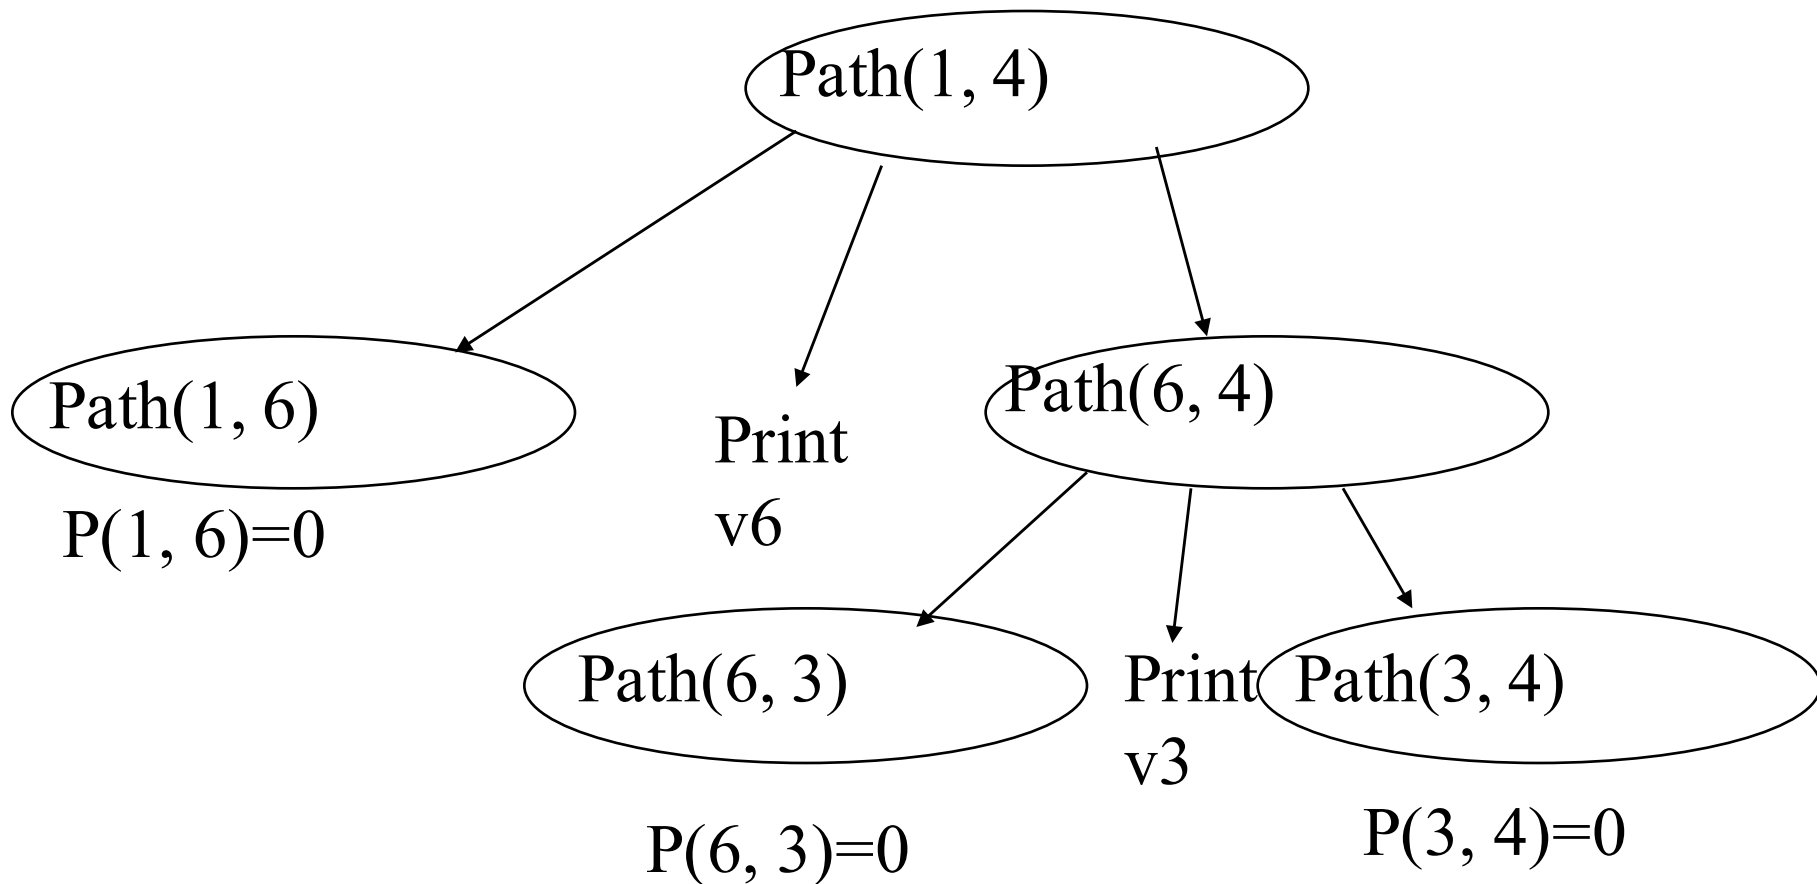 Path(1, 4)
Path(1, 6)
P(1, 6)=0
Print
v6
Path(6, 4)
Path(6, 3)
P(6, 3)=0
Print
v3
Path(3, 4)
P(3, 4)=0